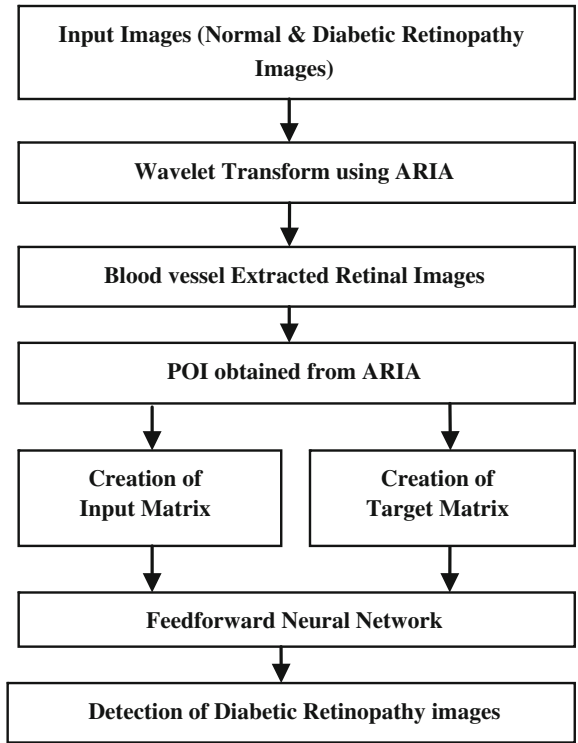 Input Images (Normal & Diabetic Retinopathy
Images)
Wavelet Transform using ARIA
Blood vessel Extracted Retinal Images
POI obtained from ARIA
Creation of
Input Matrix
Creation of
Target Matrix
Feedforward Neural Network
Detection of Diabetic Retinopathy images